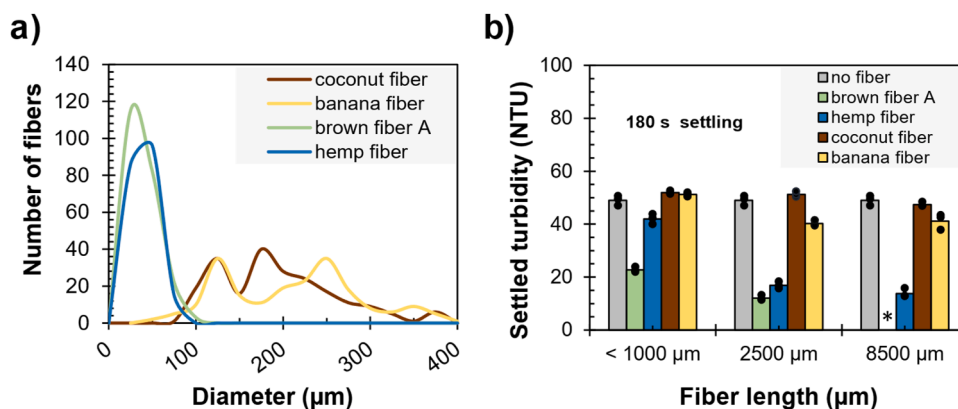 a)
Number of fibers
140
120
100
80
60
40
20
0
coconut fiber
banana fiber
brown fiber A
hemp fiber
0
100
200
300
400
Diameter (µm)
b)
Settled turbidity (NTU)
100
80
60
40
20
0
no fiber
brown fiber A
hemp fiber
coconut fiber
banana fiber
180 s settling
*
< 1000 µm
2500 µm
8500 µm
Fiber length (µm)